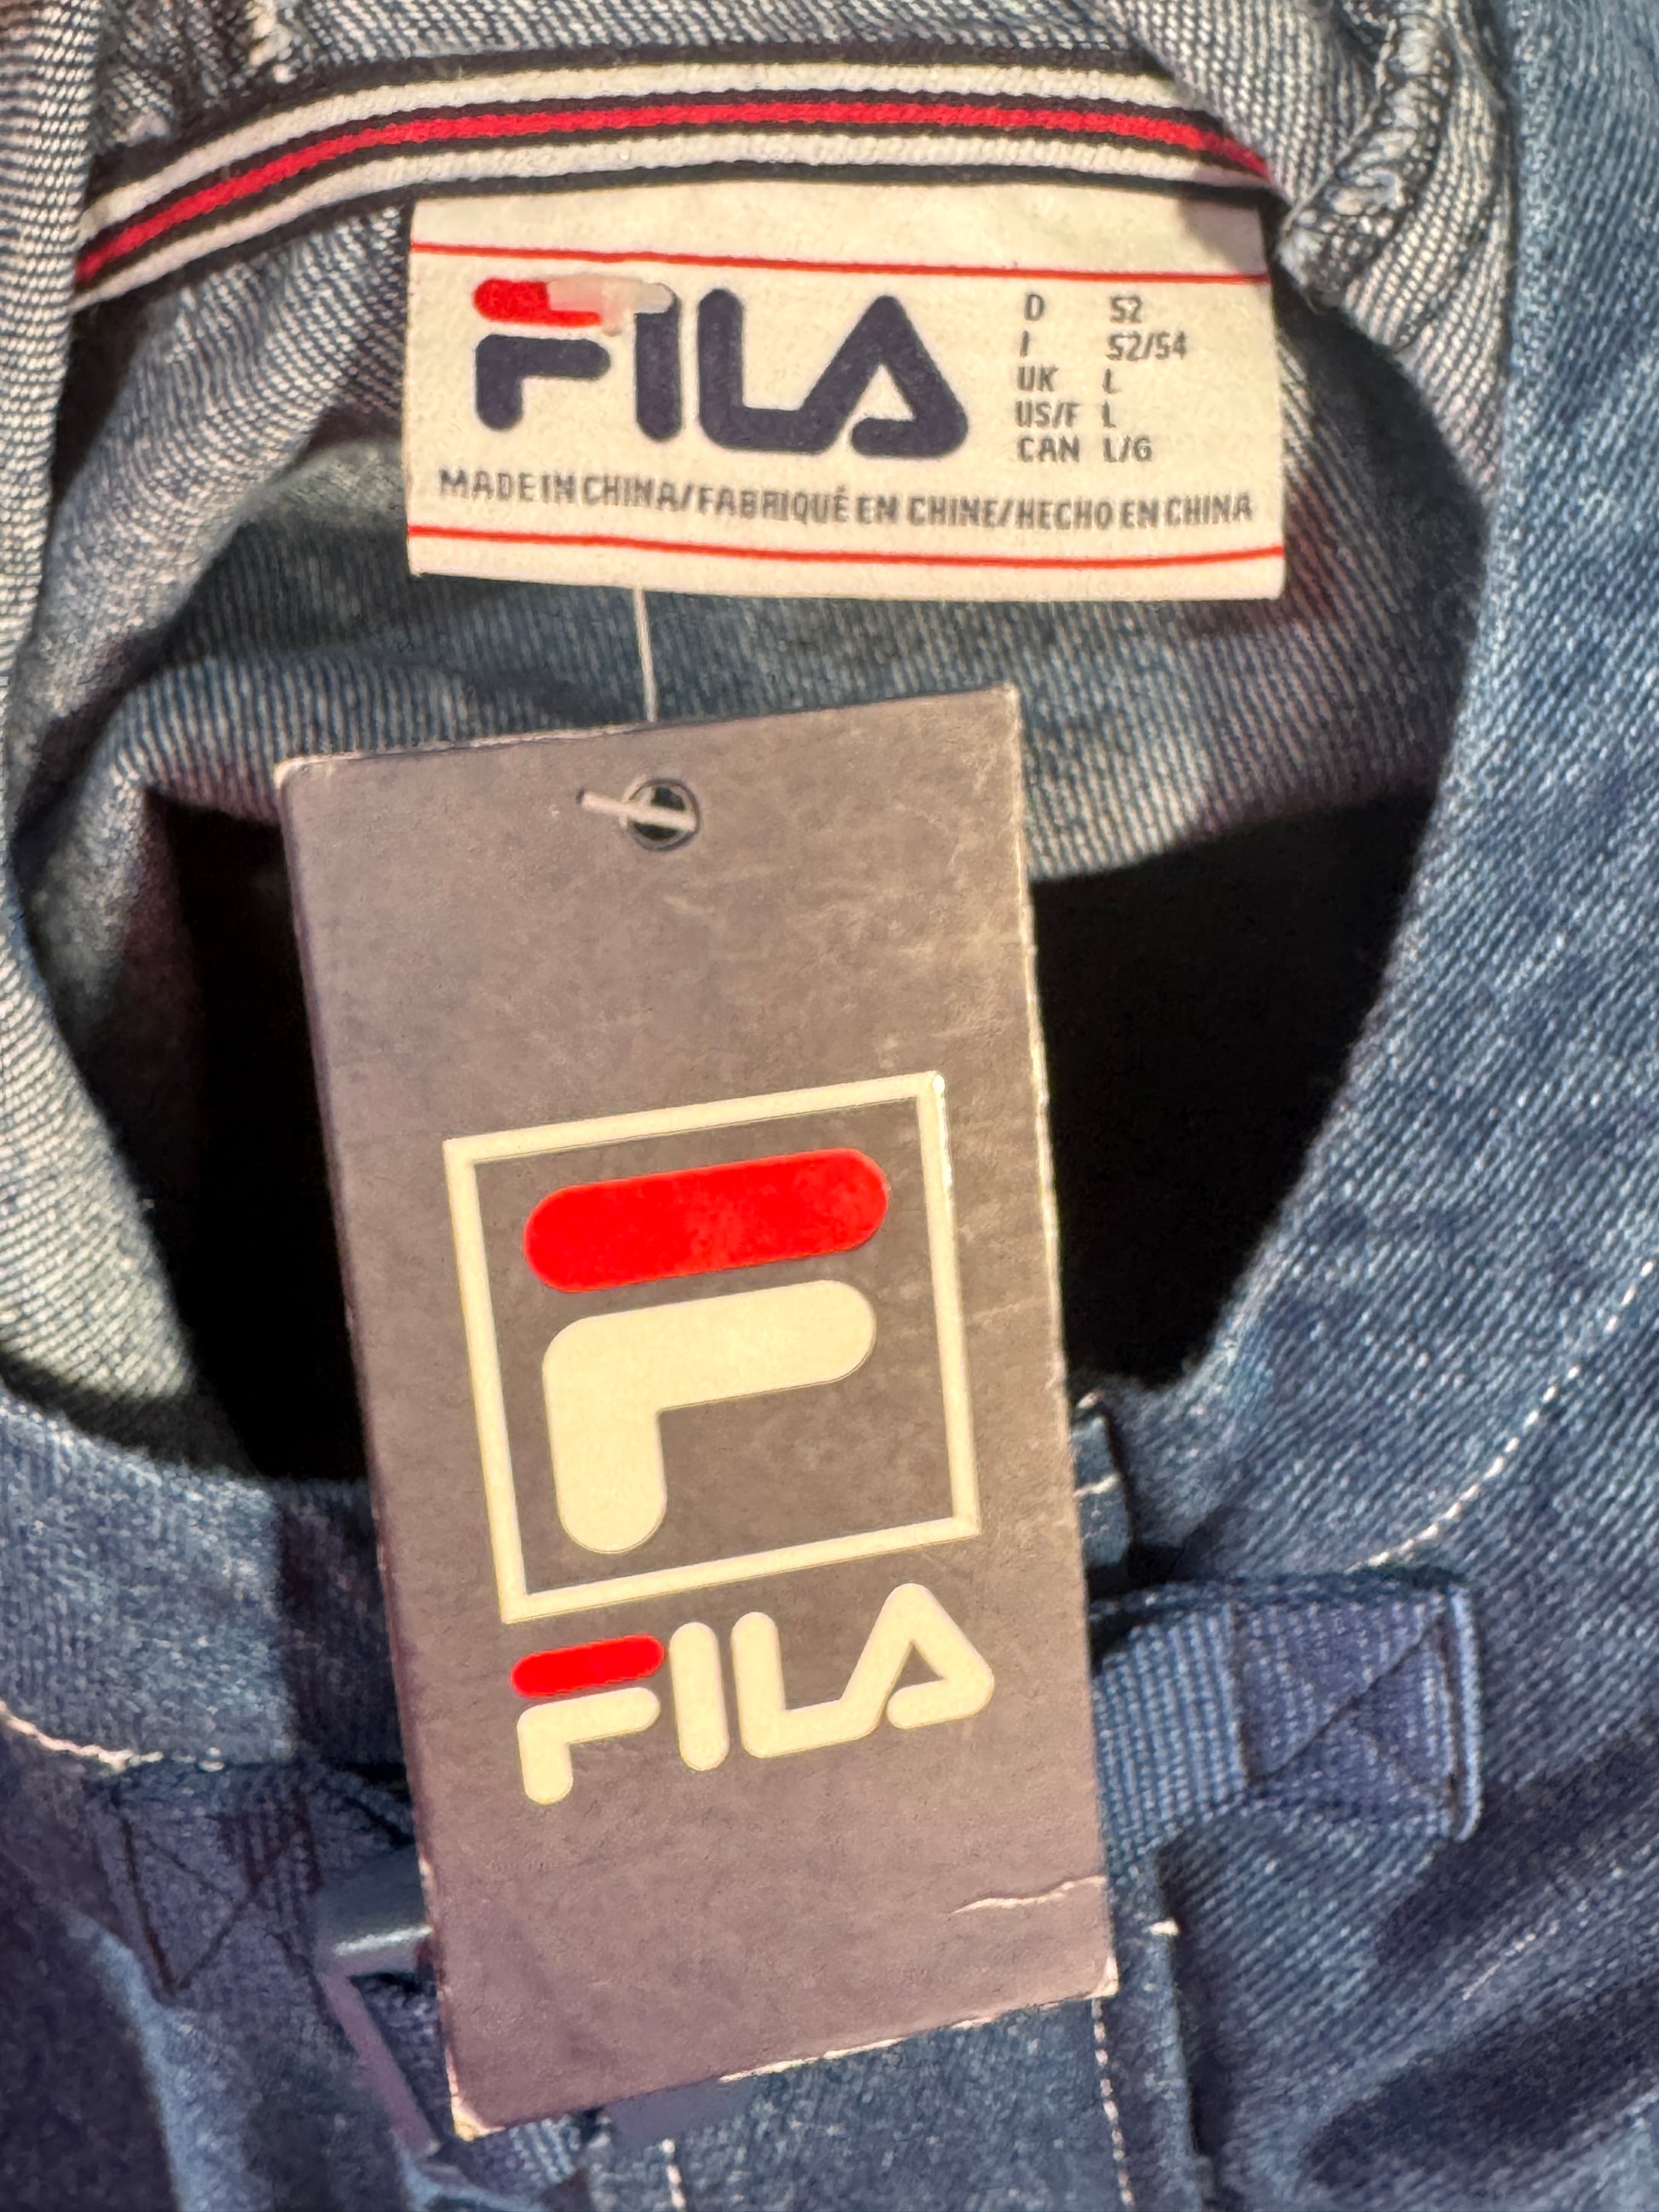 FILA
D 52
I 52/54
UK L
US/F L
CAN L/G
MADE IN CHINA/FABRIQUÉ EN CHINE/HECHO EN CHINA
F
FILA